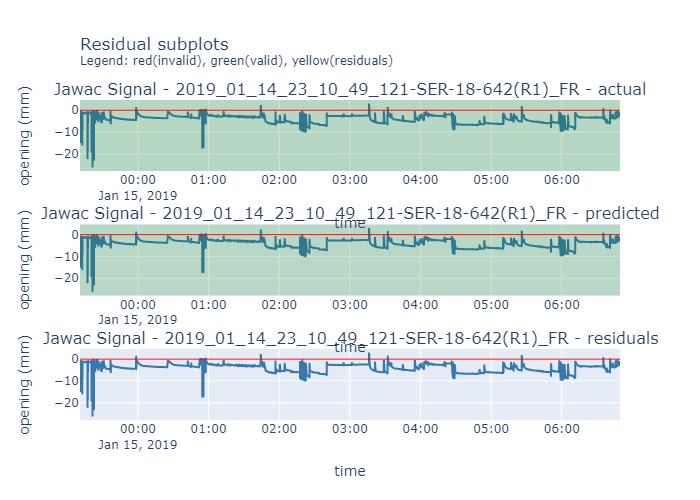 Residual subplots
Legend: red(invalid), green(valid), yellow(residuals)
Jawac Signal - 2019_01_14_23_10_49_121-SER-18-642(R1)_FR - actual
opening (mm)
0
−10
−20
00:00 01:00 02:00 03:00 04:00 05:00 06:00
Jan 15, 2019
time
Jawac Signal - 2019_01_14_23_10_49_121-SER-18-642(R1)_FR - predicted
opening (mm)
0
−10
−20
00:00 01:00 02:00 03:00 04:00 05:00 06:00
Jan 15, 2019
time
Jawac Signal - 2019_01_14_23_10_49_121-SER-18-642(R1)_FR - residuals
opening (mm)
0
−10
−20
00:00 01:00 02:00 03:00 04:00 05:00 06:00
Jan 15, 2019
time